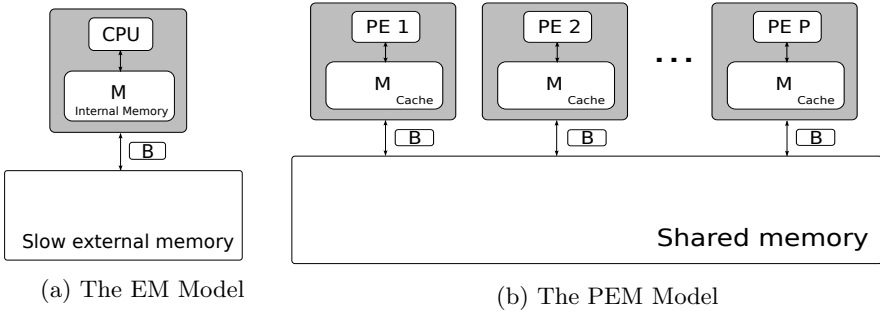 CPU
M
Internal Memory
B
Slow external memory
(a) The EM Model
PE 1 PE 2 ... PE P
M M M
Cache Cache Cache
B B B
Shared memory
(b) The PEM Model